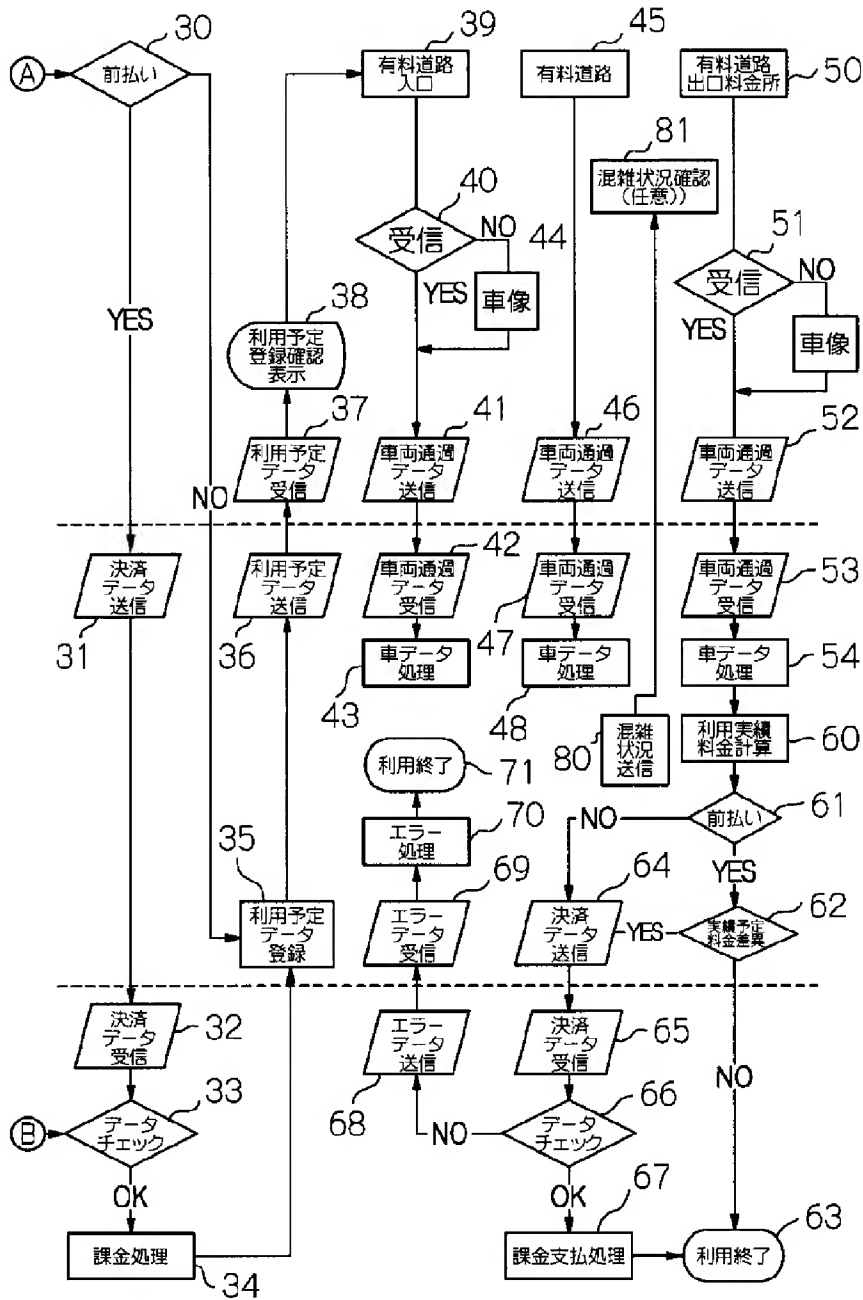 30
A
前払い
YES
NO
39
有料道路
入口
40
受信
NO
YES
車像
44
45
有料道路
81
混雑状況確認
(任意))
有料道路
出口料金所
50
51
受信
NO
YES
車像
38
利用予定
登録確認
表示
37
利用予定
データ
受信
41
車両通過
データ
送信
46
車両通過
データ
送信
52
車両通過
データ
送信
決済
データ
送信
31
利用予定
データ
送信
36
42
車両通過
データ
受信
車データ
処理
43
車両通過
データ
受信
47
車データ
処理
48
車両通過
データ
受信
53
車データ
処理
54
利用実績
料金計算
60
80
混雑
状況
送信
利用終了
71
エラー
処理
70
前払い
61
NO
YES
35
利用予定
データ
登録
エラー
データ
受信
69
64
決済
データ
送信
YES
実績予定
料金差異
62
決済
データ
受信
32
エラー
データ
送信
68
決済
データ
受信
65
NO
B
データ
チェック
33
OK
NO
データ
チェック
66
OK
課金処理
34
課金支払処理
67
利用終了
63